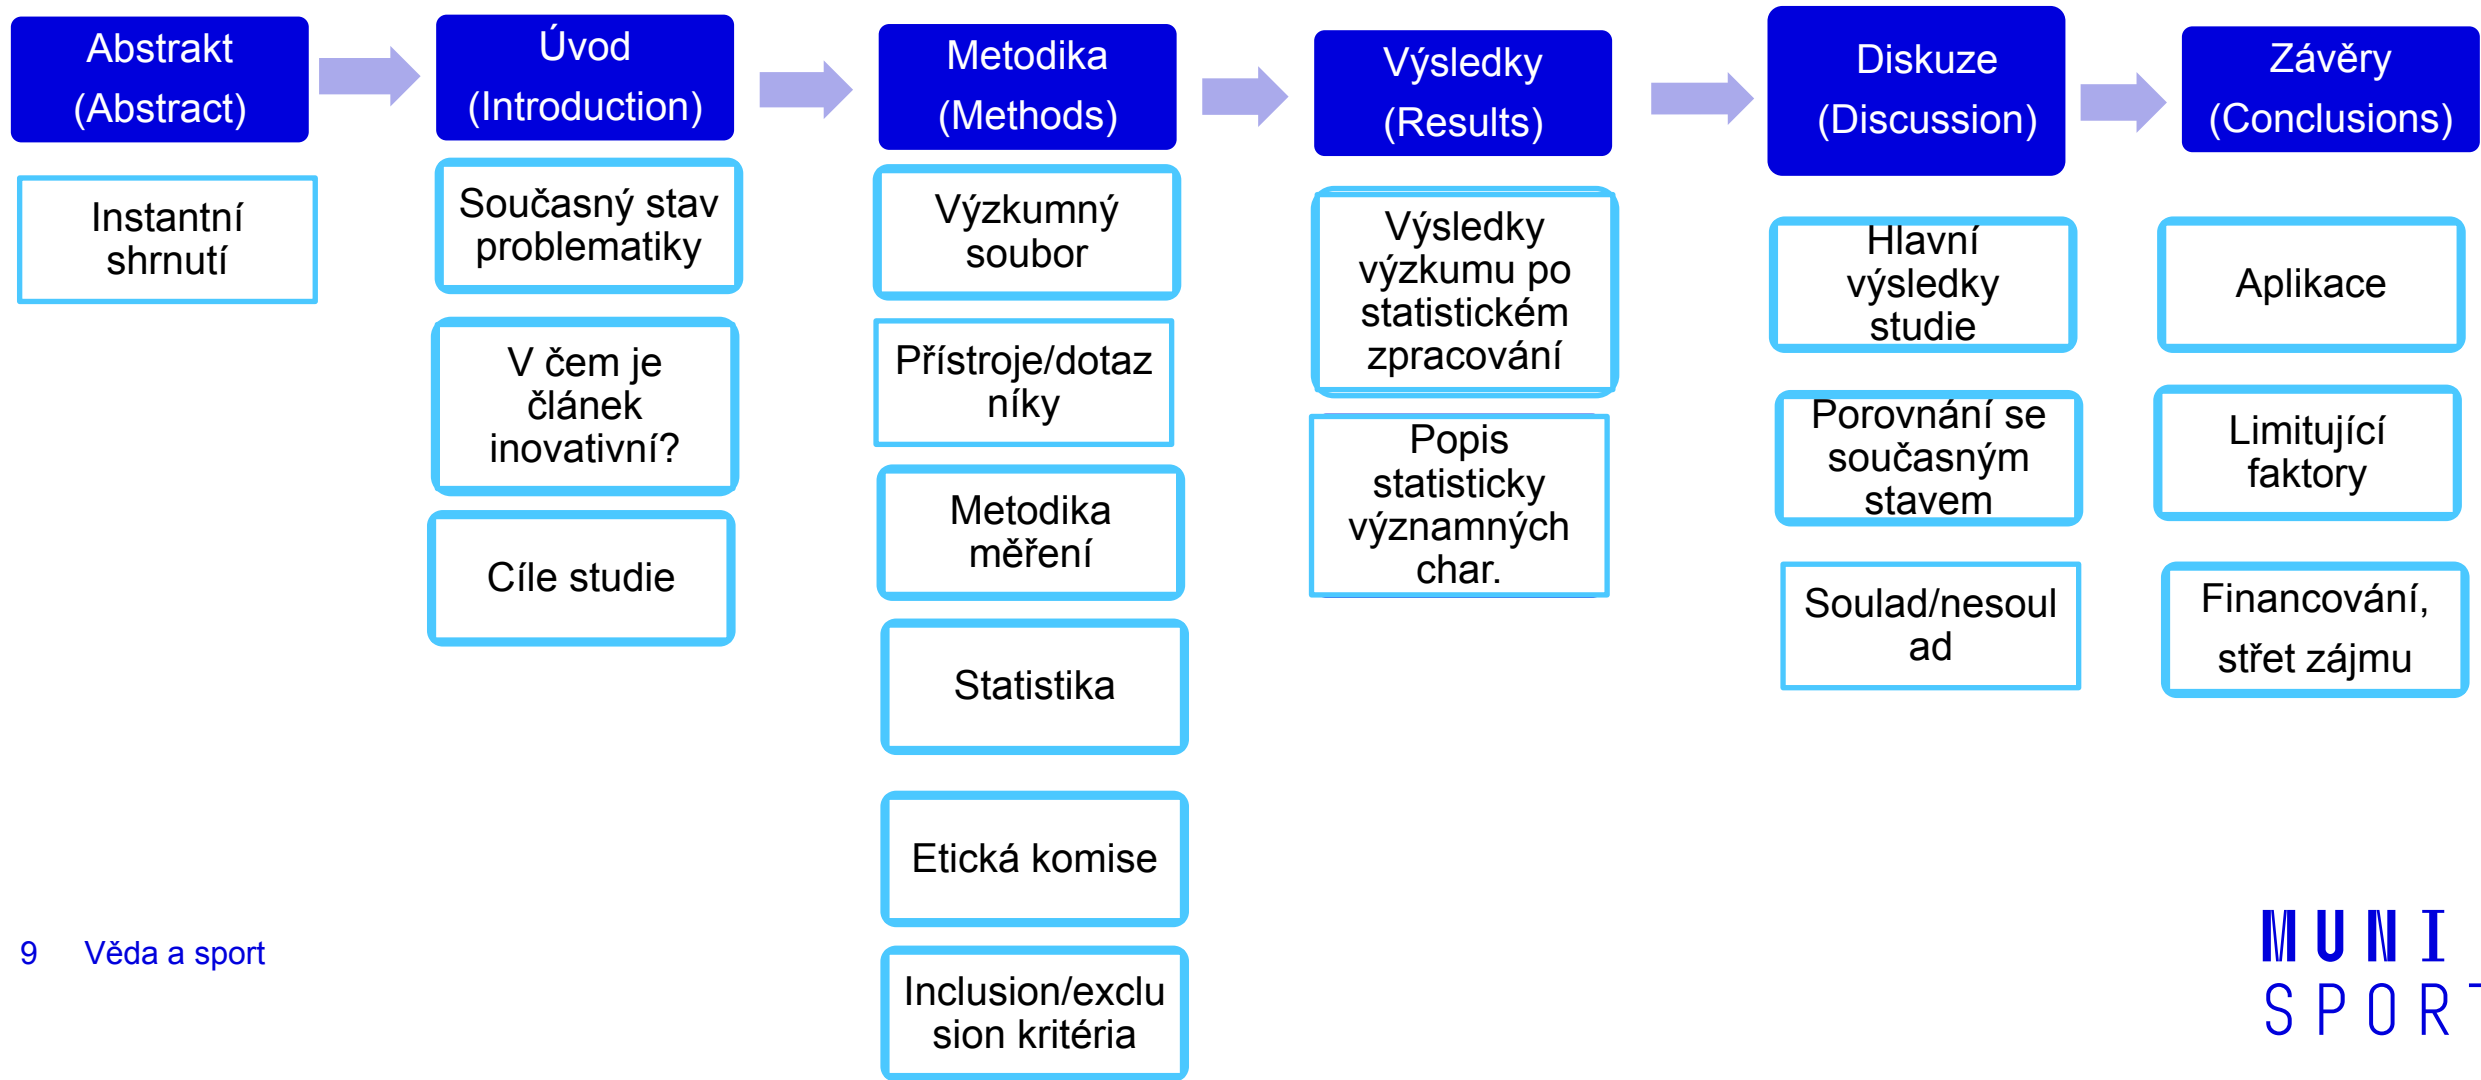 Abstrakt
(Abstract)
Instantní
shrnutí
Úvod
(Introduction)
Současný stav
problematiky
V čem je
článek
inovativní?
Cíle studie
Metodika
(Methods)
Výzkumný
soubor
Přístroje/dotaz
níky
Metodika
měření
Statistika
Etická komise
Inclusion/exclu
sion kritéria
Výsledky
(Results)
Výsledky
výzkumu po
statistickém
zpracování
Popis
statisticky
významných
char.
Diskuze
(Discussion)
Hlavní
výsledky
studie
Porovnání se
současným
stavem
Soulad/nesoul
ad
Závěry
(Conclusions)
Aplikace
Limitující
faktory
Financování,
střet zájmu
9 Věda a sport
MUNI
SPORT